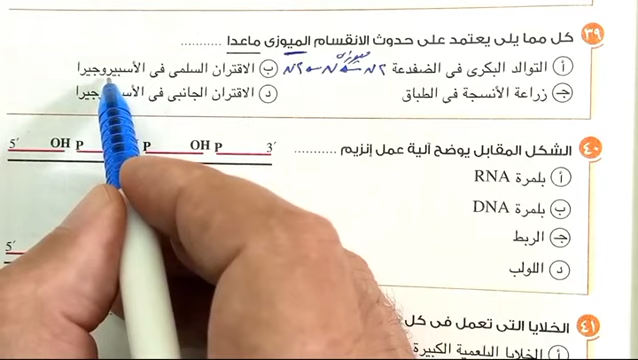 ٣٩ كل مما يلى يعتمد على حدوث الانقسام الميوزى ماعدا ..........
أ التوالد البكرى فى الضفدعة
ب الاقتران السلمى فى الأسبيروجيرا
ج زراعة الأنسجة فى الطباق
د الاقتران الجانبى فى
٤٠ الشكل المقابل يوضح آلية عمل إنزيم ..........
5′ OH P P OH P 3′
أ بلمرة RNA
ب بلمرة DNA
ج الربط
د اللولب
5′
٤١ الخلايا التى تعمل فى كل
أ الخلايا البلعمية الكبيرة